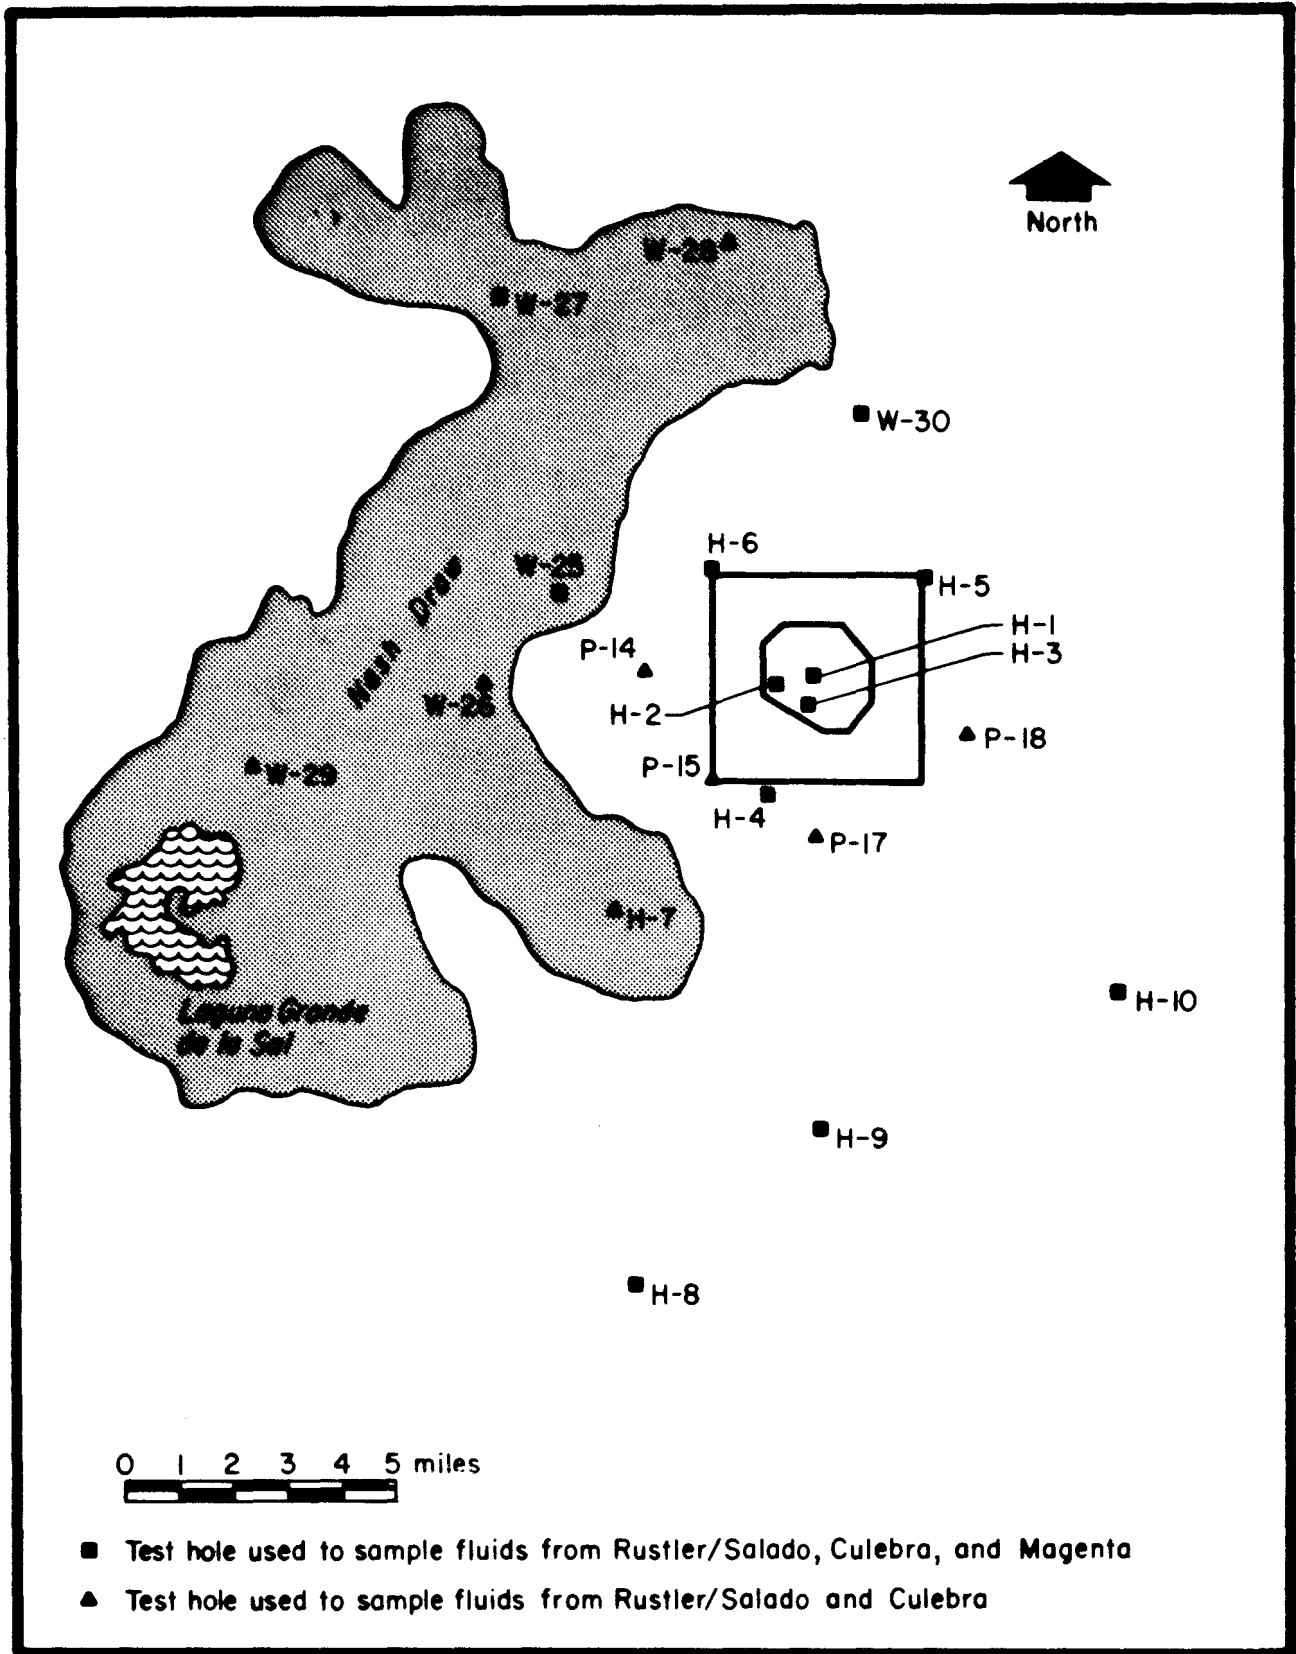 North
W-28
W-27
W-30
H-6
W-25
H-5
Nash Draw
H-1
P-14
H-3
W-26
H-2
P-18
P-15
W-29
H-4
P-17
H-7
H-10
Laguna Grande
de la Sal
H-9
H-8
0 1 2 3 4 5 miles
Test hole used to sample fluids from Rustler/Salado, Culebra, and Magenta
Test hole used to sample fluids from Rustler/Salado and Culebra